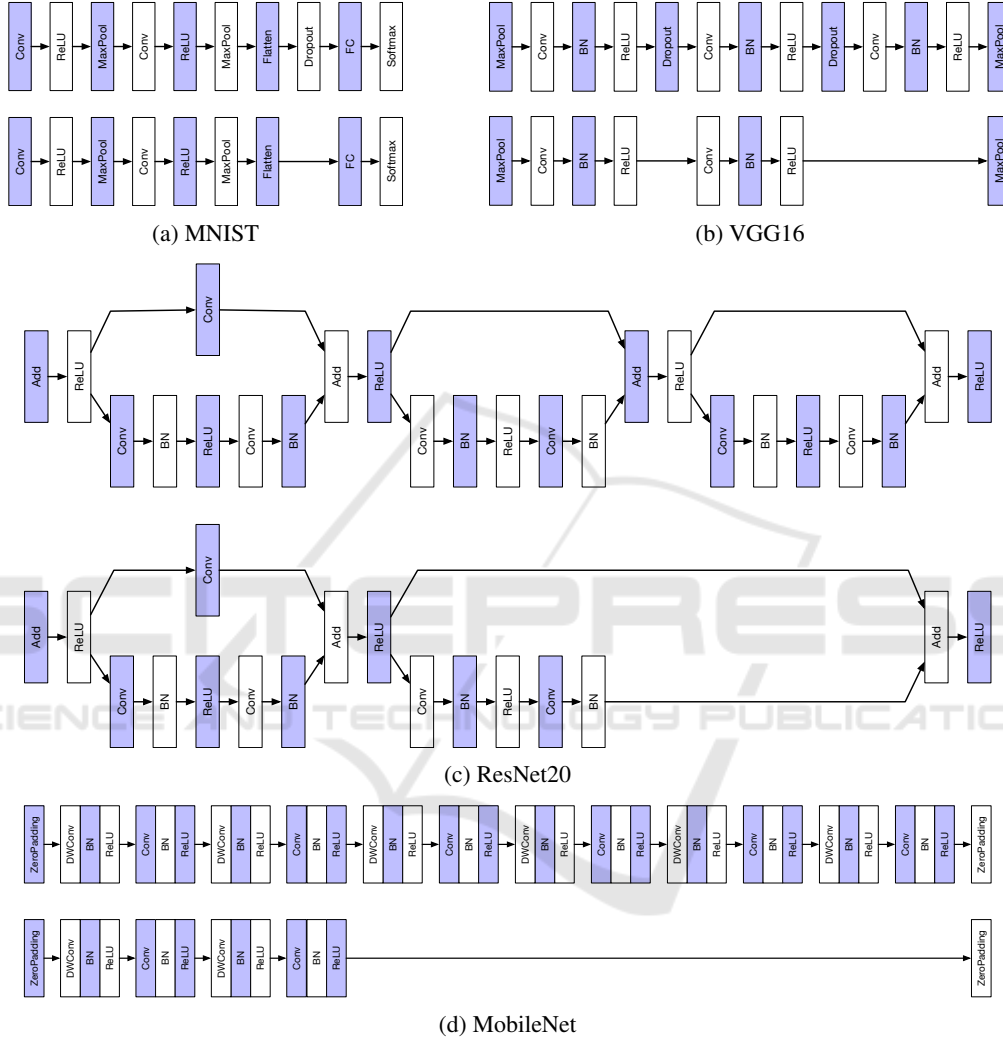 Conv ReLU MaxPool Conv ReLU MaxPool Flatten Dropout FC Softmax
Conv ReLU MaxPool Conv ReLU MaxPool Flatten FC Softmax
(a) MNIST
MaxPool Conv BN ReLU Dropout Conv BN ReLU Dropout Conv BN ReLU MaxPool
MaxPool Conv BN ReLU Conv BN ReLU MaxPool
(b) VGG16
Conv
Add ReLU Add ReLU Add ReLU Add ReLU
Conv BN ReLU Conv BN Conv BN ReLU Conv BN Conv BN ReLU Conv BN
Conv
Add ReLU Add ReLU Add ReLU
Conv BN ReLU Conv BN Conv BN ReLU Conv BN
SCITEPRESS
SCIENCE AND TECHNOLOGY PUBLICATIONS
(c) ResNet20
ZeroPadding DWConv BN ReLU Conv BN ReLU DWConv BN ReLU Conv BN ReLU DWConv BN ReLU Conv BN ReLU DWConv BN ReLU Conv BN ReLU DWConv BN ReLU Conv BN ReLU DWConv BN ReLU Conv BN ReLU ZeroPadding
ZeroPadding DWConv BN ReLU Conv BN ReLU DWConv BN ReLU Conv BN ReLU ZeroPadding
(d) MobileNet